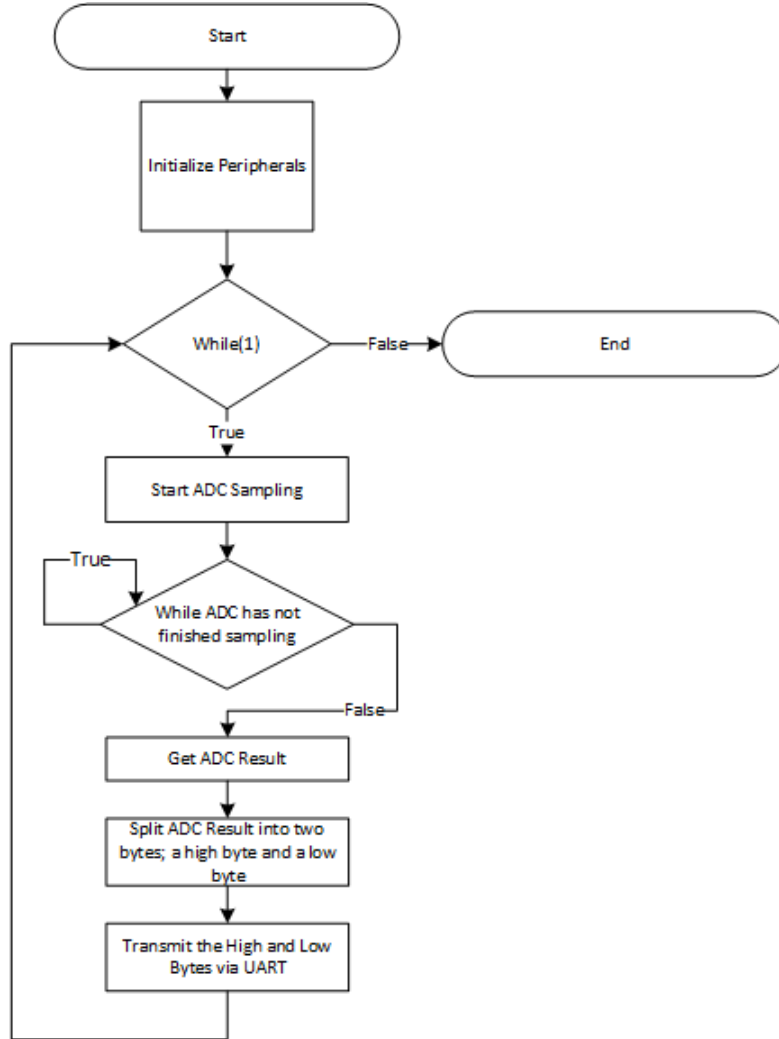 Start
Initialize Peripherals
While(1)
False
End
True
Start ADC Sampling
True
While ADC has not
finished sampling
False
Get ADC Result
Split ADC Result into two
bytes; a high byte and a low
byte
Transmit the High and Low
Bytes via UART